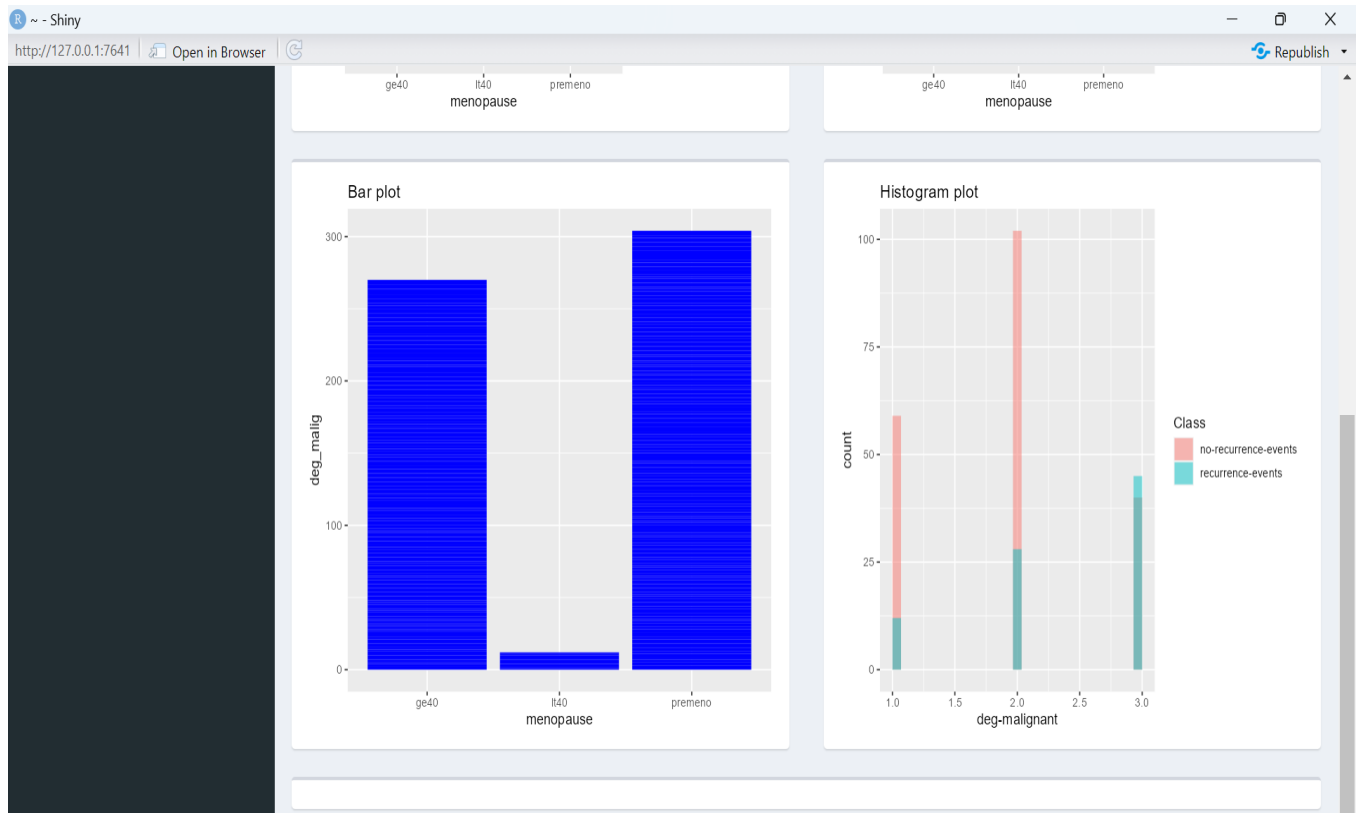 R ~ - Shiny
http://127.0.0.1:7641 Open in Browser Republish
ge40 lt40 premeno
menopause
ge40 lt40 premeno
menopause
Bar plot
300
200
100
0
deg_malig
ge40 lt40 premeno
menopause
Histogram plot
100
75
50
25
0
count
1.0 1.5 2.0 2.5 3.0
deg-malignant
Class
no-recurrence-events
recurrence-events